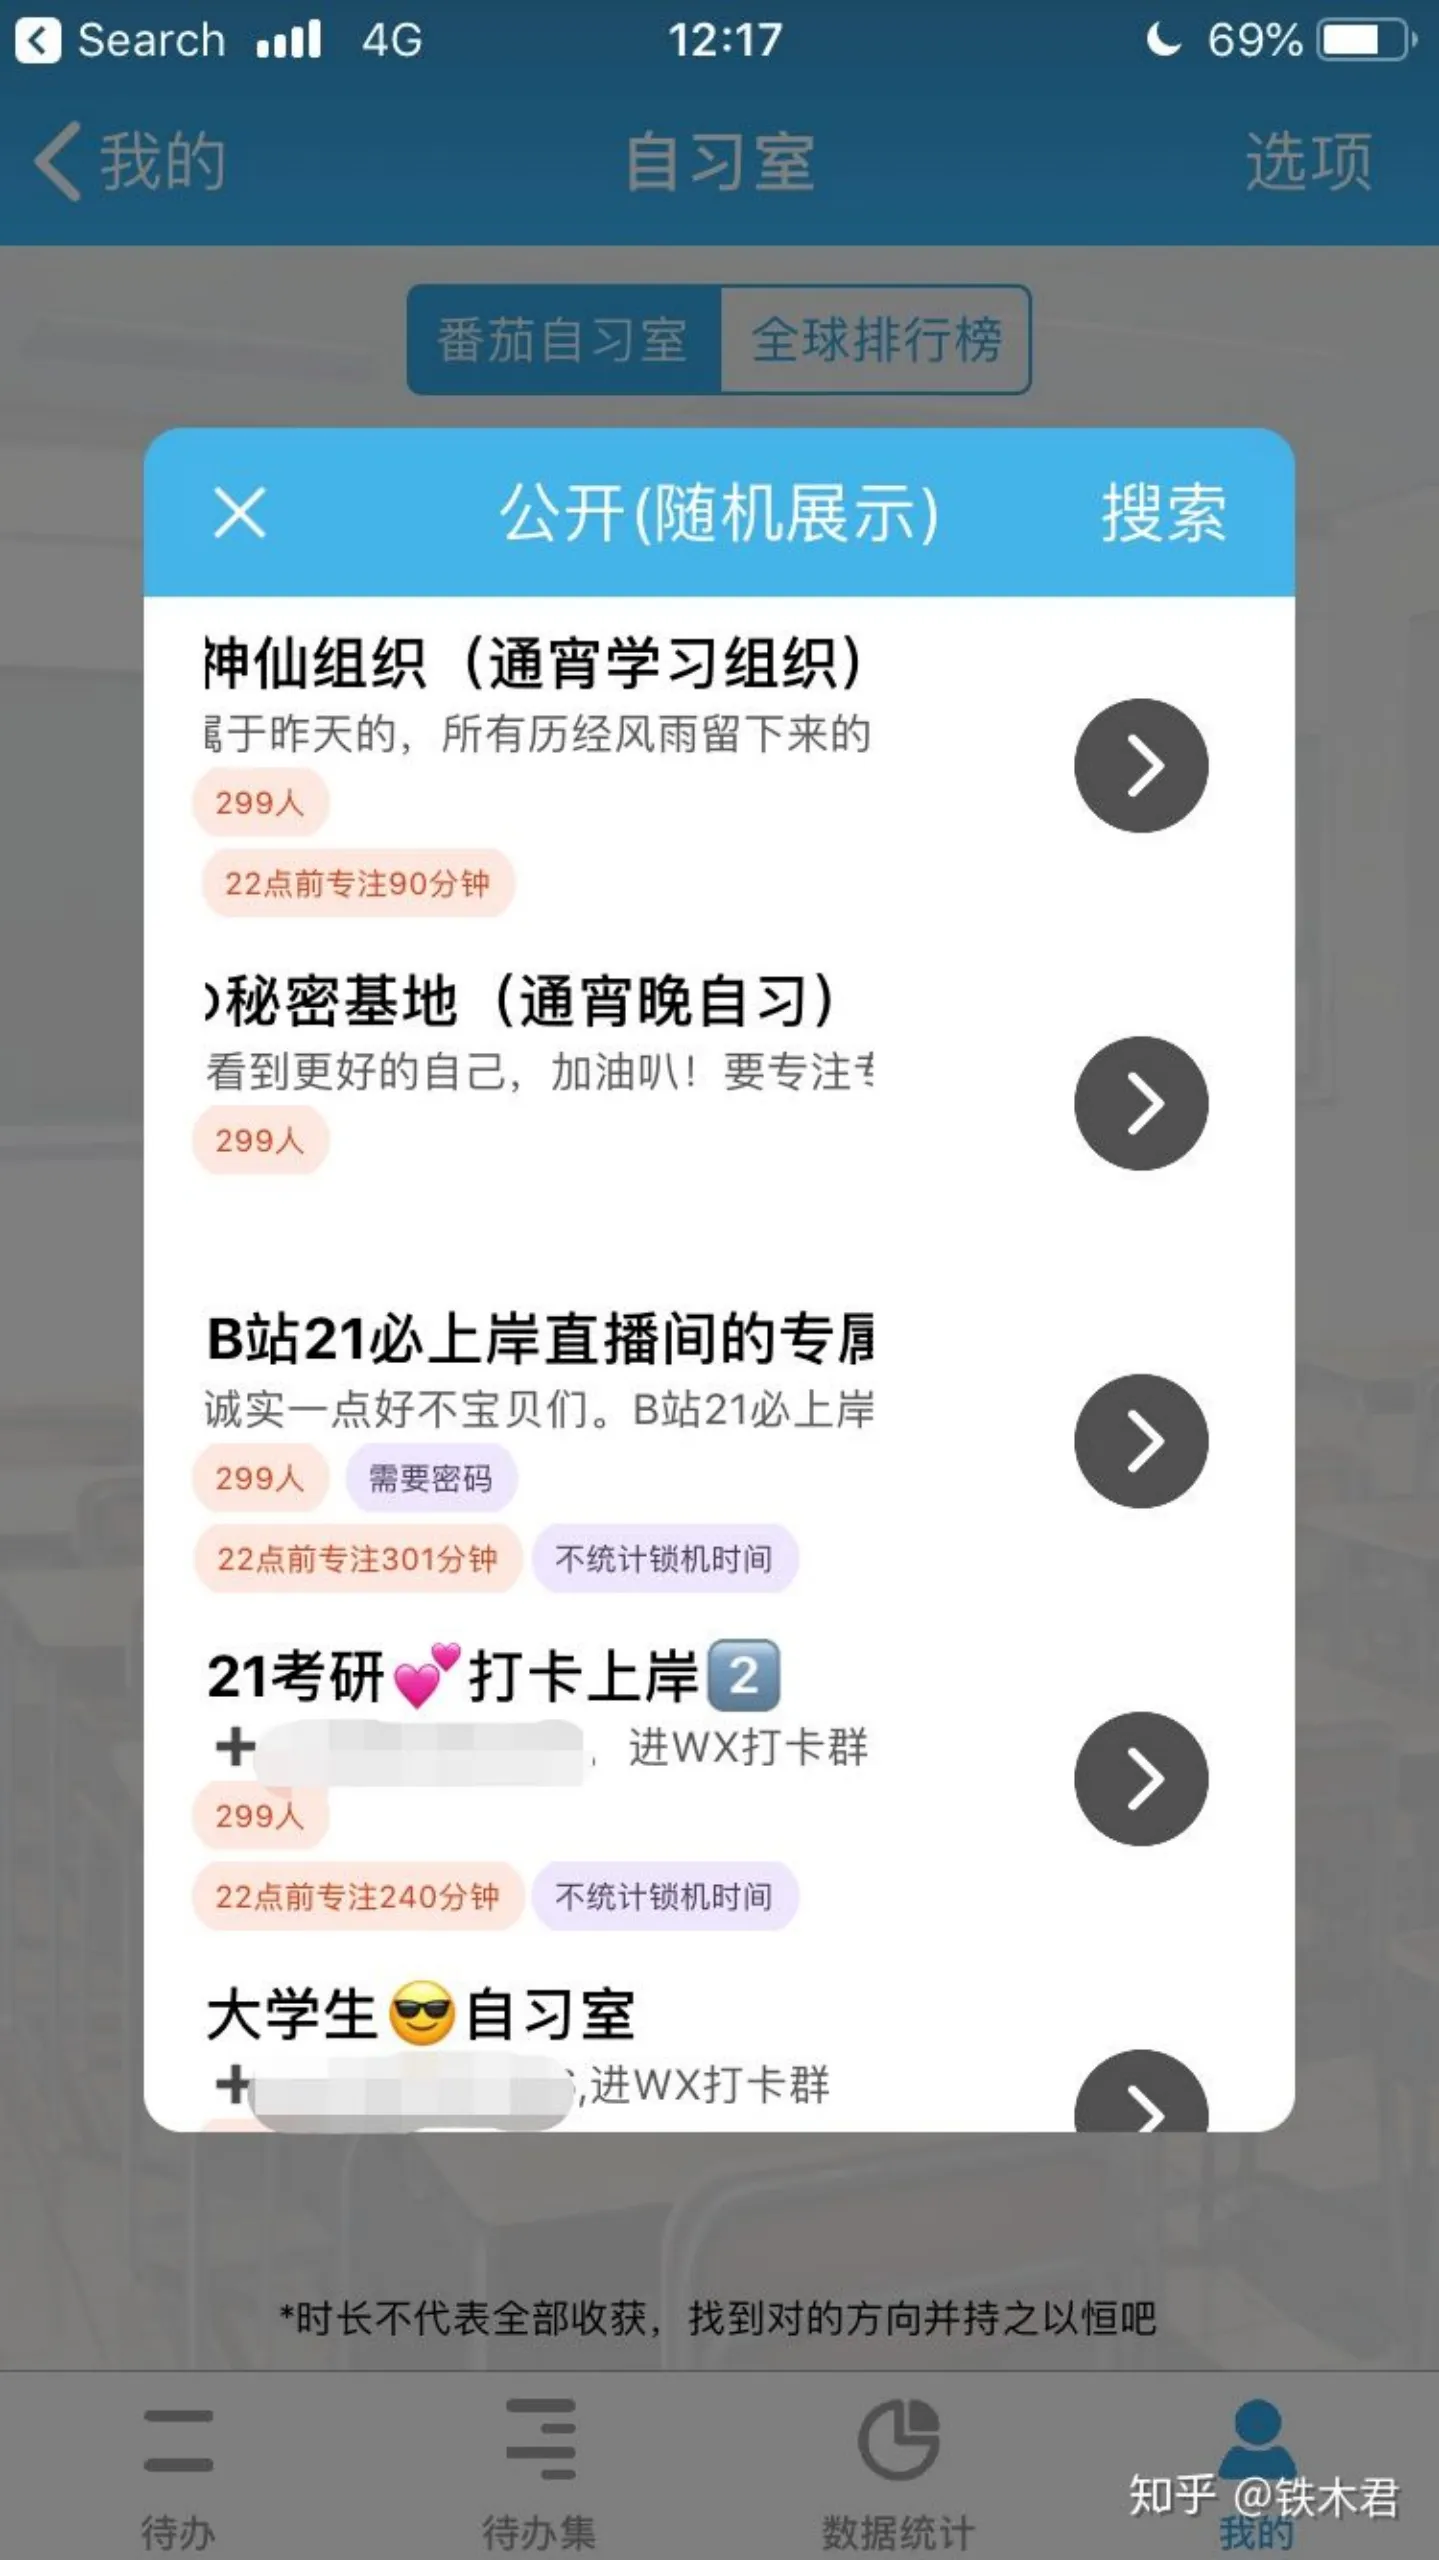 Search 4G 12:17 69%
我的 自习室 选项
番茄自习室 全球排行榜
公开(随机展示) 搜索
神仙组织（通宵学习组织）
属于昨天的，所有历经风雨留下来的
299人
22点前专注90分钟
秘密基地（通宵晚自习）
看到更好的自己，加油叭！要专注
299人
B站21必上岸直播间的专属
诚实一点好不宝贝们。B站21必上岸
299人 需要密码
22点前专注301分钟 不统计锁机时间
21考研💕打卡上岸2️⃣
➕ ，进WX打卡群
299人
22点前专注240分钟 不统计锁机时间
大学生😎自习室
➕ ,进WX打卡群
*时长不代表全部收获，找到对的方向并持之以恒吧
待办 待办集 数据统计 我的
知乎 @铁木君